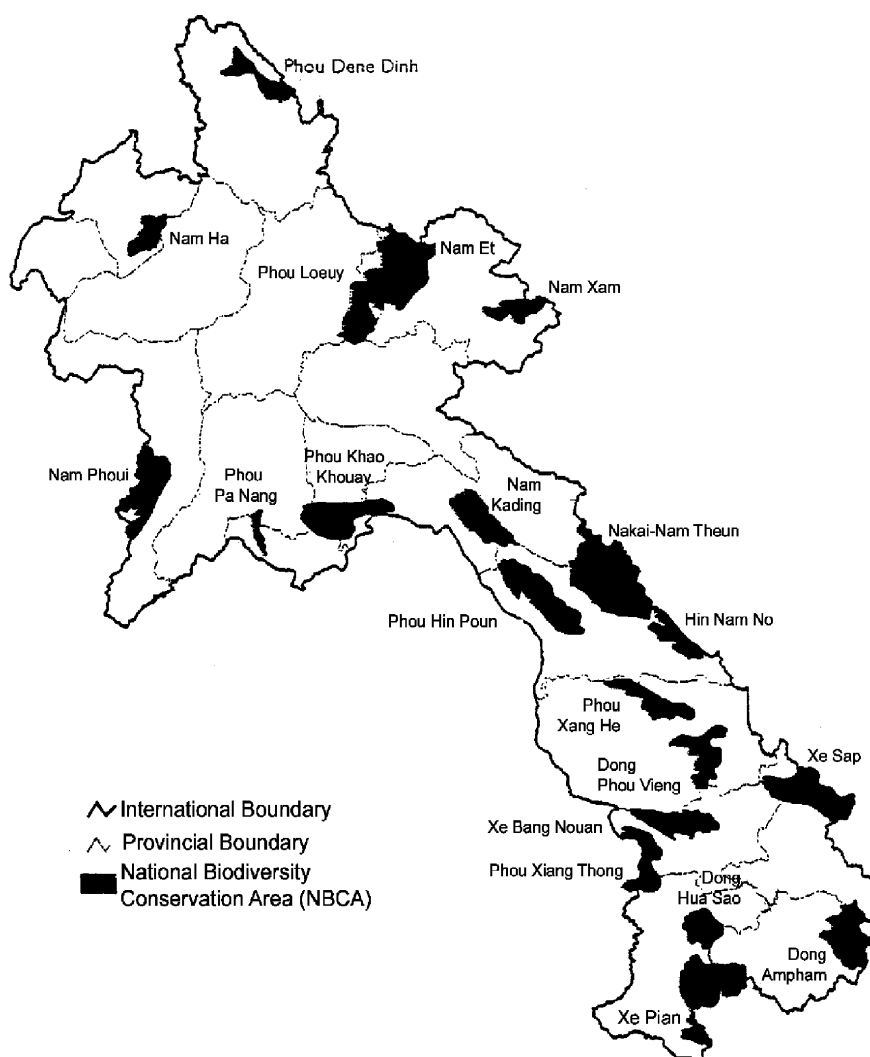 Phou Dene Dinh
Nam Ha
Phou Loeuy
Nam Et
Nam Xam
Nam Phoui
Phou
Pa Nang
Phou Khao
Khouay
Nam
Kading
Nakai-Nam Theun
Phou Hin Poun
Hin Nam No
Phou
Xang He
Dong
Phou Vieng
Xe Sap
Xe Bang Nouan
Phou Xiang Thong
Dong
Hua Sao
Dong
Ampham
Xe Pian
International Boundary
Provincial Boundary
National Biodiversity
Conservation Area (NBCA)